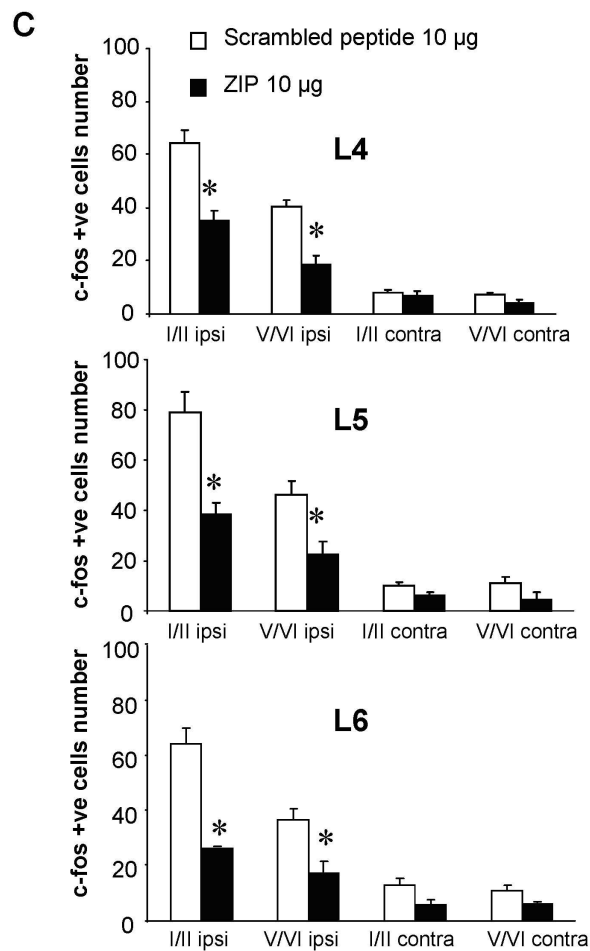 C
Scrambled peptide 10 µg
ZIP 10 µg
c-fos +ve cells number
100
80
60
40
20
0
L4
*
*
I/II ipsi V/VI ipsi I/II contra V/VI contra
c-fos +ve cells number
100
80
60
40
20
0
L5
*
*
I/II ipsi V/VI ipsi I/II contra V/VI contra
c-fos +ve cells number
100
80
60
40
20
0
L6
*
*
I/II ipsi V/VI ipsi I/II contra V/VI contra